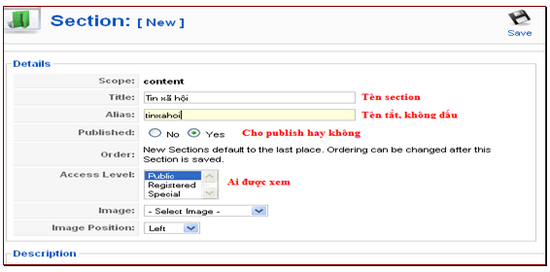 Section: [ New ]
Save
Details
Scope: content
Title: Tin xã hội Tên section
Alias: tinxahoi Tên tắt, không dấu
Published: No Yes Cho publish hay không
Order: New Sections default to the last place. Ordering can be changed after this
Section is saved.
Access Level: Public
Registered
Special
Ai được xem
Image: - Select Image -
Image Position: Left
Description